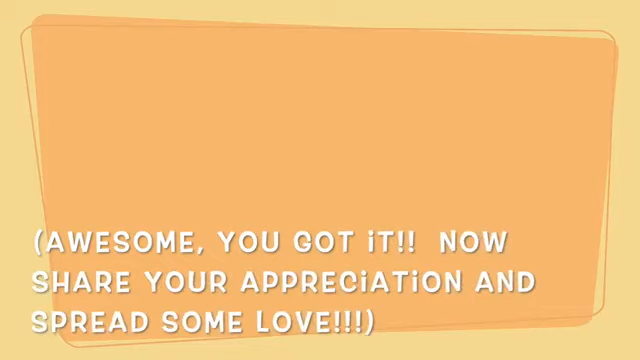 (AWESOME, YOU GOT iT!! NOW
SHARE YOUR APPRECiATiON AND
SPREAD SOME LOVE!!!)